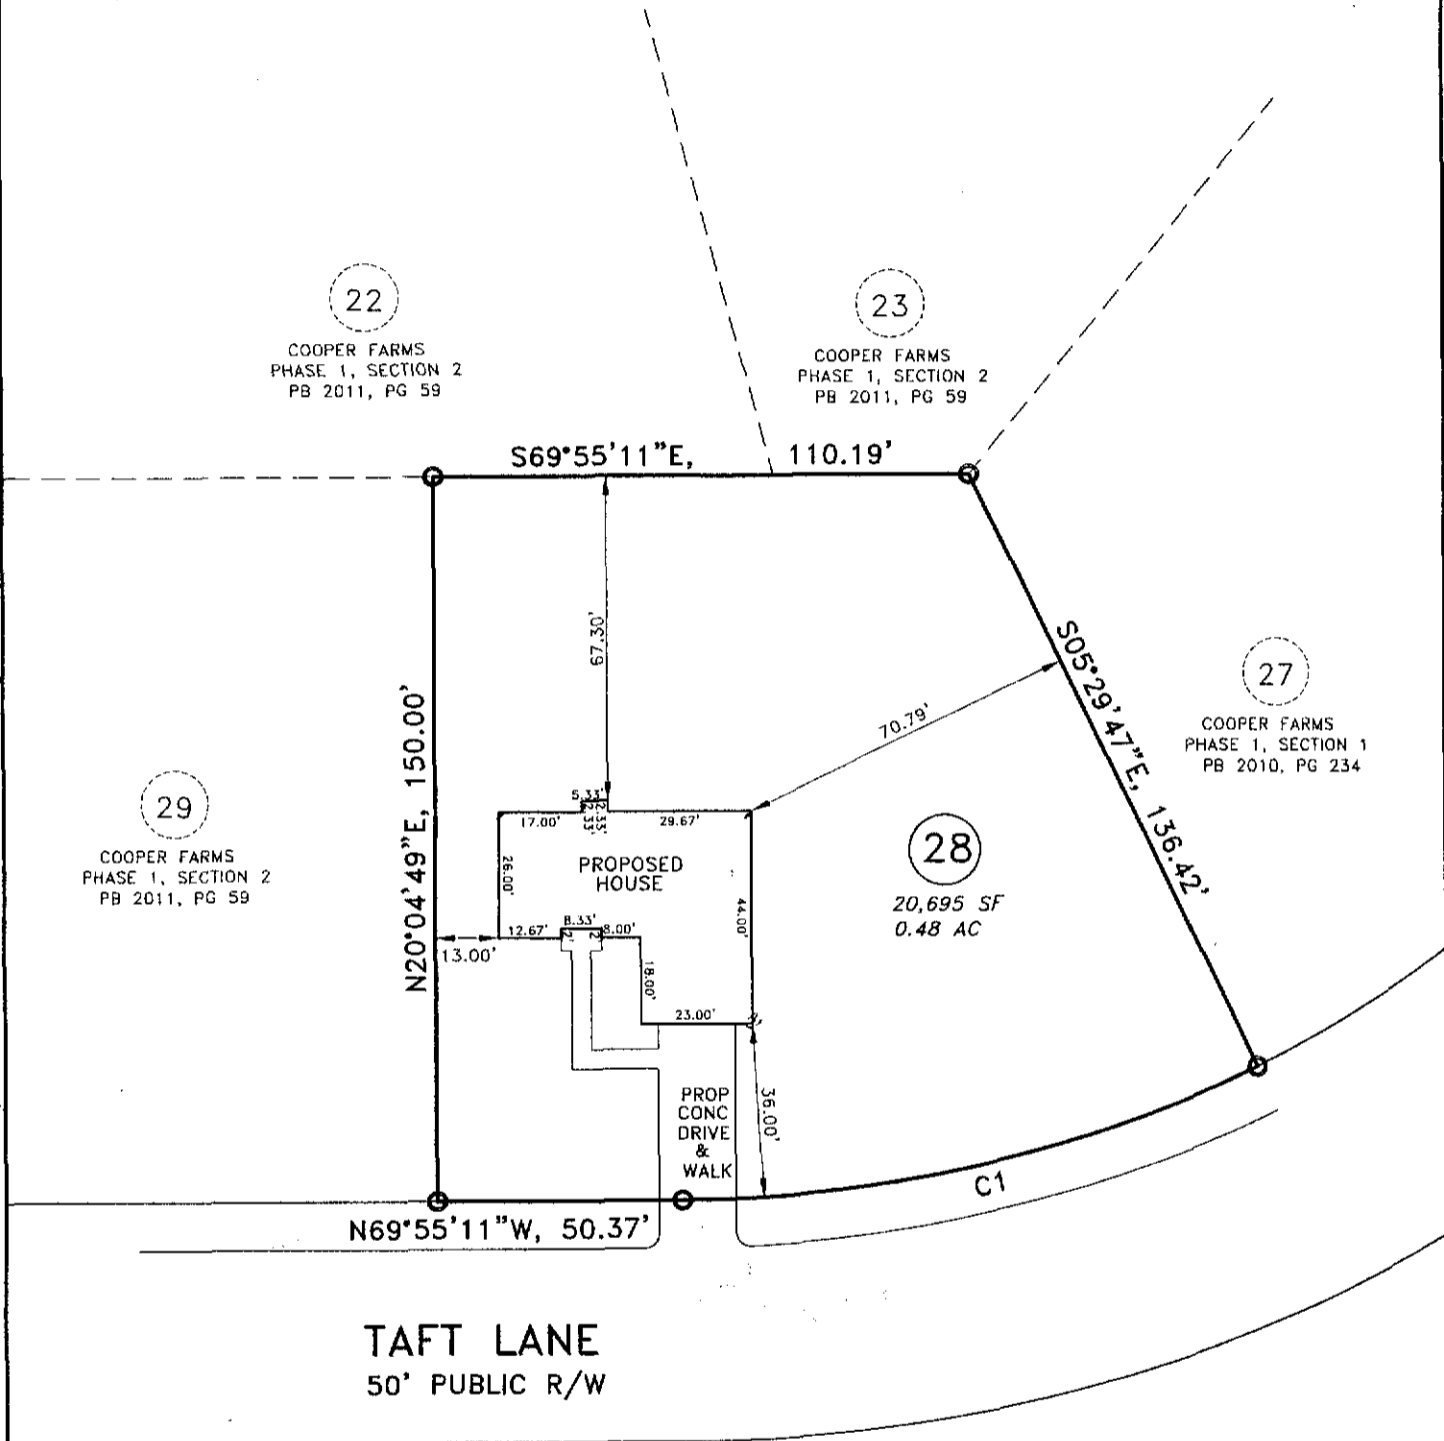 22
COOPER FARMS
PHASE 1, SECTION 2
PB 2011, PG 59
23
COOPER FARMS
PHASE 1, SECTION 2
PB 2011, PG 59
S69°55'11"E, 110.19'
67.30'
S05°29'47"E, 136.42'
27
COOPER FARMS
PHASE 1, SECTION 1
PB 2010, PG 234
70.79'
N20°04'49"E, 150.00'
29
COOPER FARMS
PHASE 1, SECTION 2
PB 2011, PG 59
5.33'
17.00'
2.33'
2.33'
29.67'
26.00'
PROPOSED
HOUSE
44.00'
28
20,695 SF
0.48 AC
8.33'
12.67'
2'
2'
8.00'
13.00'
18.00'
23.00'
36.00'
PROP
CONC
DRIVE
&
WALK
C1
N69°55'11"W, 50.37'
TAFT LANE
50' PUBLIC R/W